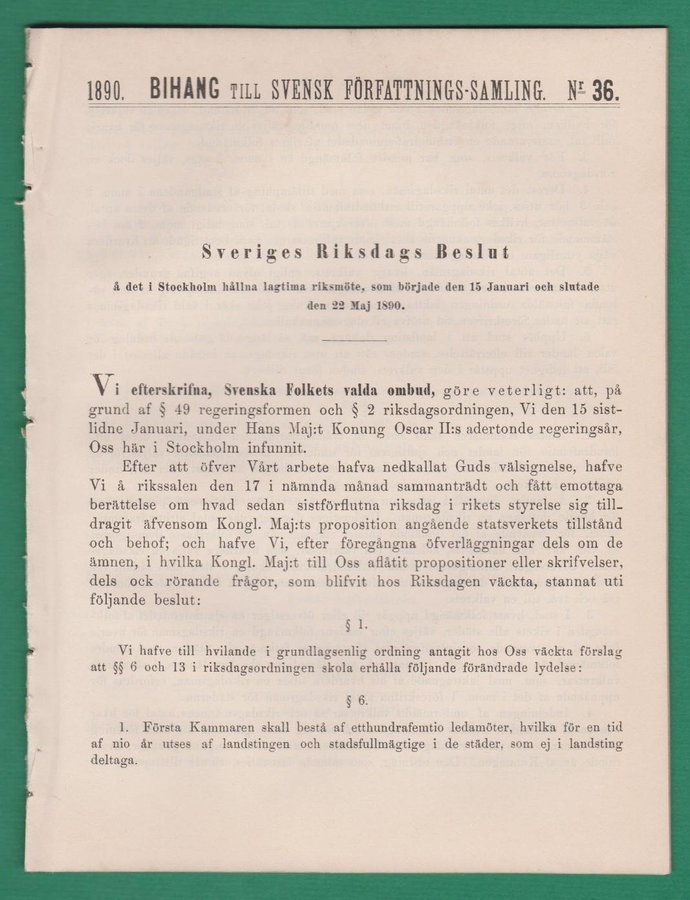 1890. BIHANG TILL SVENSK FÖRFATTNINGS-SAMLING. Nr 36.
Sveriges Riksdags Beslut
å det i Stockholm hållna lagtima riksmöte, som började den 15 Januari och slutade
den 22 Maj 1890.
Vi efterskrifna, Svenska Folkets valda ombud, göre veterligt: att, på
grund af § 49 regeringsformen och § 2 riksdagsordningen, Vi den 15 sist-
lidne Januari, under Hans Maj:t Konung Oscar II:s adertonde regeringsår,
Oss här i Stockholm infunnit.
Efter att öfver Vårt arbete hafva nedkallat Guds välsignelse, hafve
Vi å rikssalen den 17 i nämnda månad sammanträdt och fått emottaga
berättelse om hvad sedan sistförflutna riksdag i rikets styrelse sig till-
dragit äfvensom Kongl. Maj:ts proposition angående statsverkets tillstånd
och behof; och hafve Vi, efter föregångna öfverläggningar dels om de
ämnen, i hvilka Kongl. Maj:t till Oss aflåtit propositioner eller skrifvelser,
dels ock rörande frågor, som blifvit hos Riksdagen väckta, stannat uti
följande beslut:
§ 1.
Vi hafve till hvilande i grundlagsenlig ordning antagit hos Oss väckta förslag
att §§ 6 och 13 i riksdagsordningen skola erhålla följande förändrade lydelse:
§ 6.
1. Första Kammaren skall bestå af etthundrafemtio ledamöter, hvilka för en tid
af nio år utses af landstingen och stadsfullmägtige i de städer, som ej i landsting
deltaga.